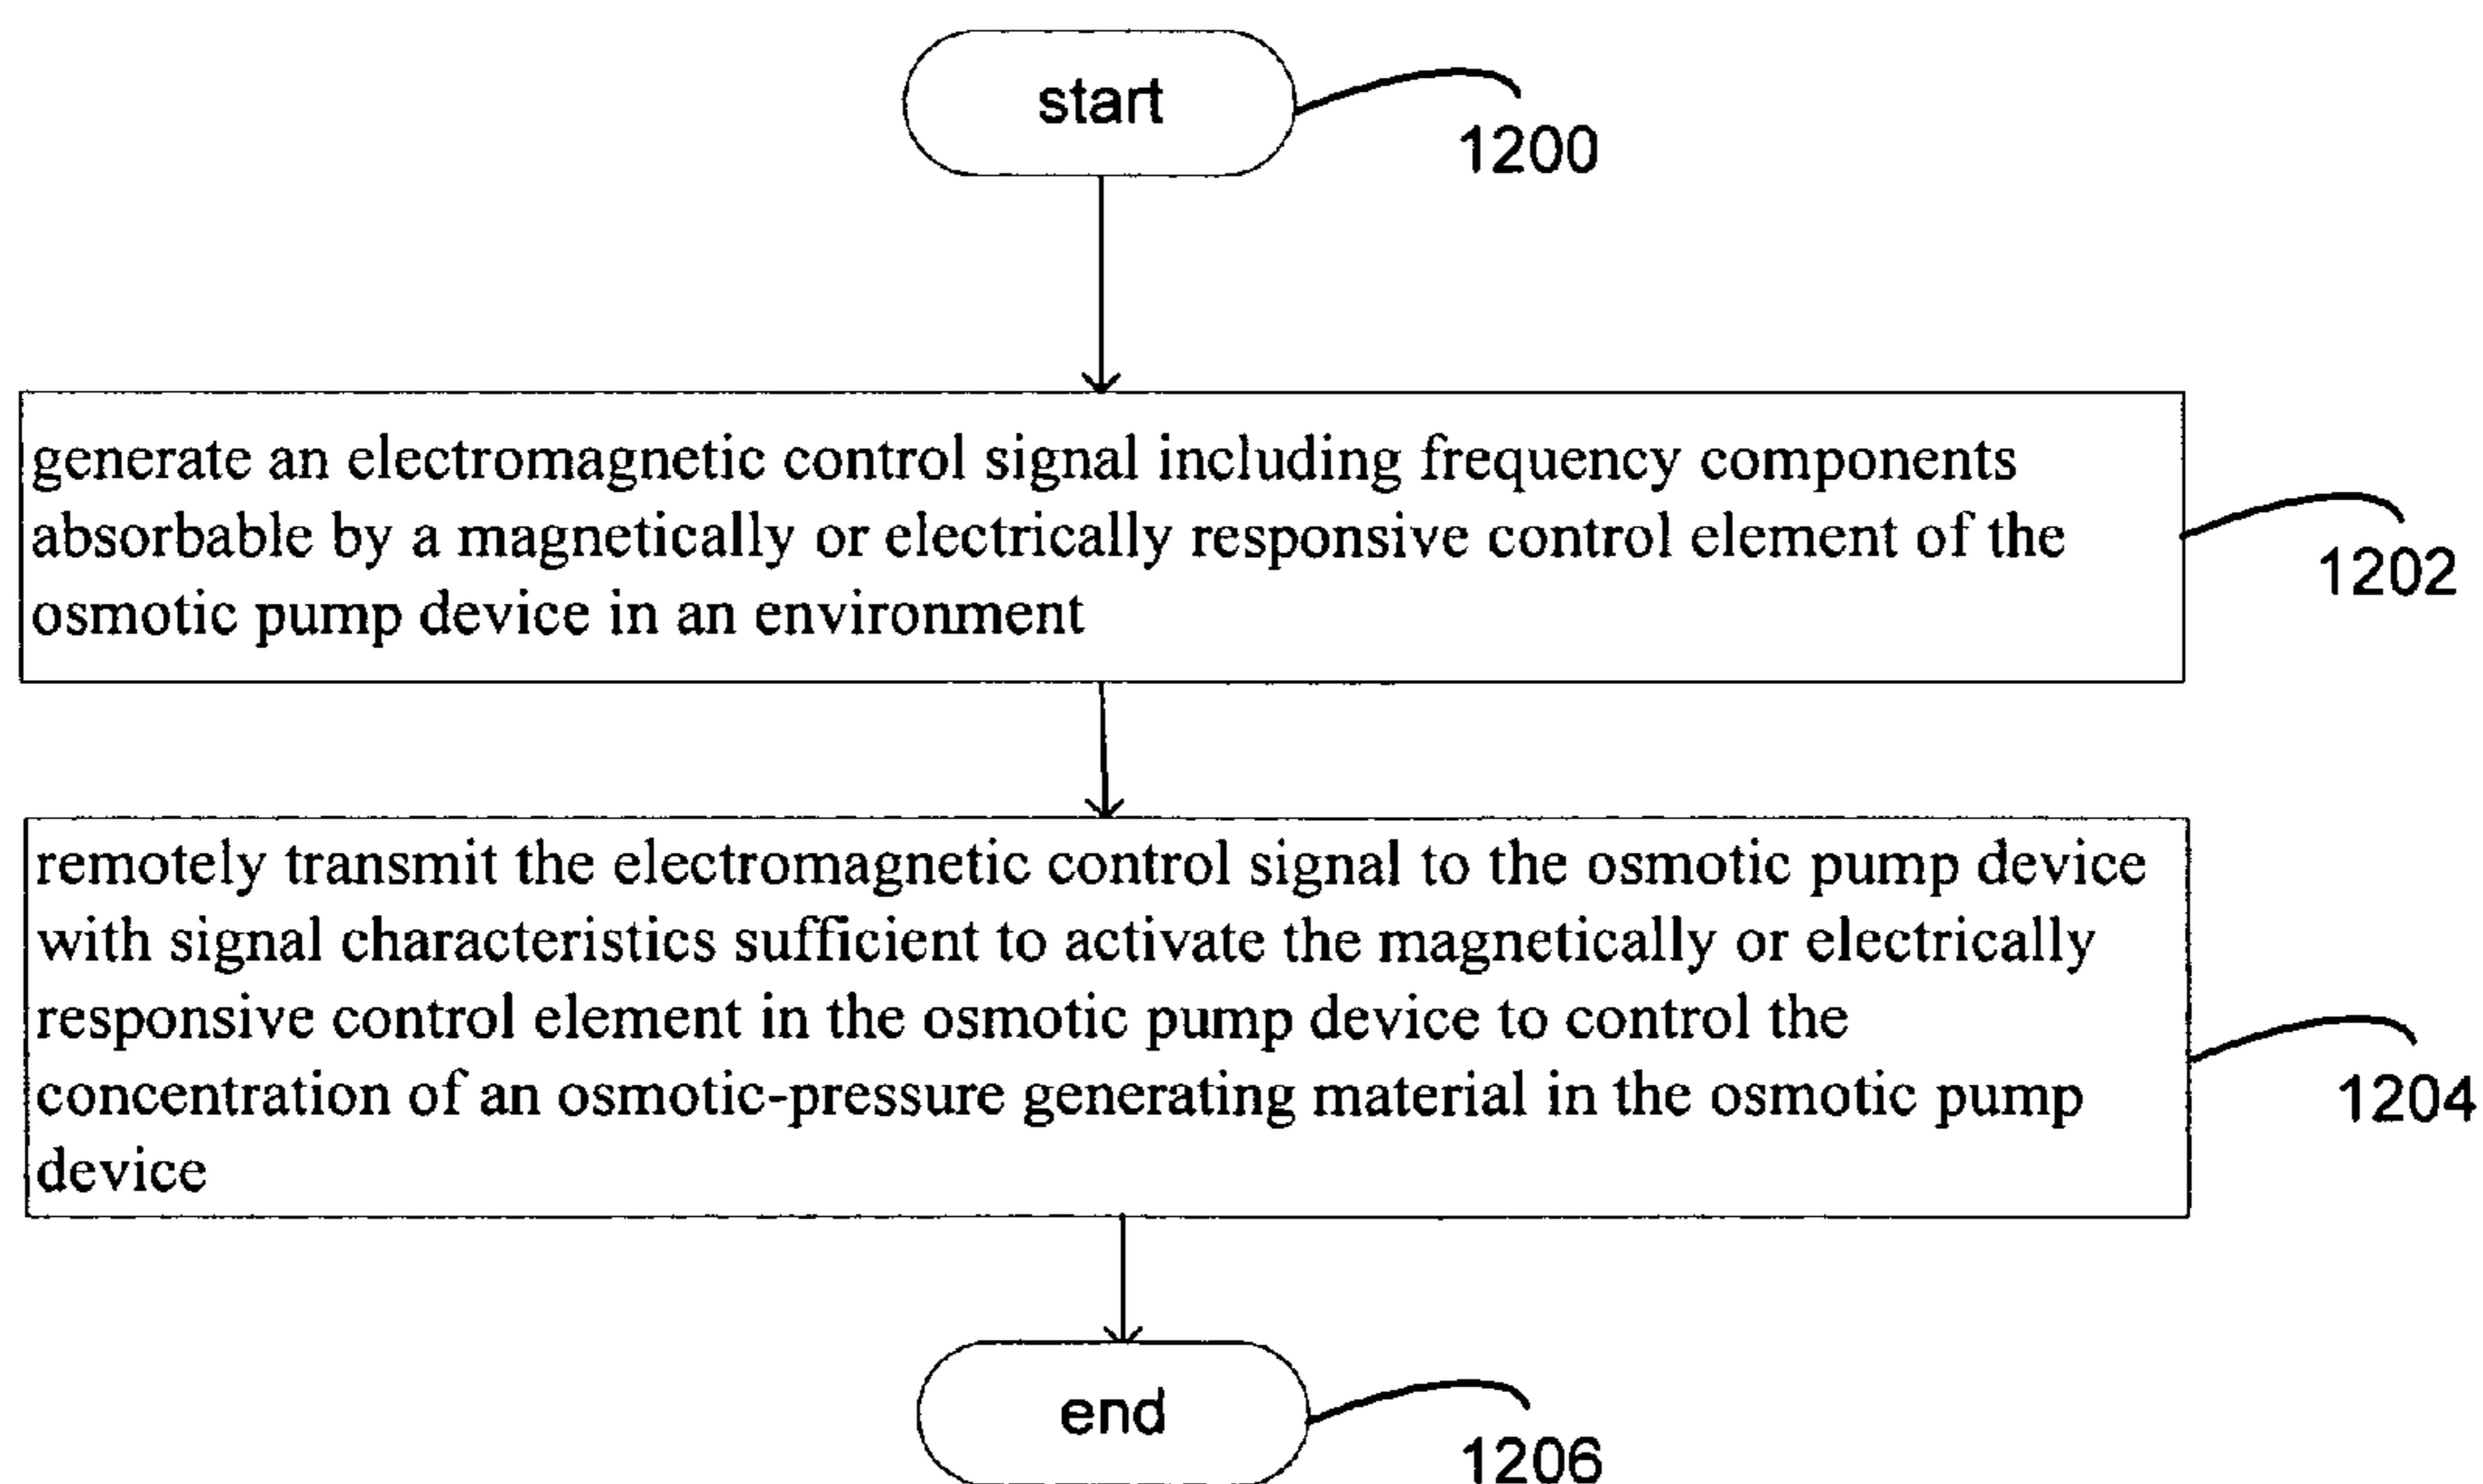 start
1200
generate an electromagnetic control signal including frequency components
absorbable by a magnetically or electrically responsive control element of the
osmotic pump device in an environment
1202
remotely transmit the electromagnetic control signal to the osmotic pump device
with signal characteristics sufficient to activate the magnetically or electrically
responsive control element in the osmotic pump device to control the
concentration of an osmotic-pressure generating material in the osmotic pump
device
1204
end
1206